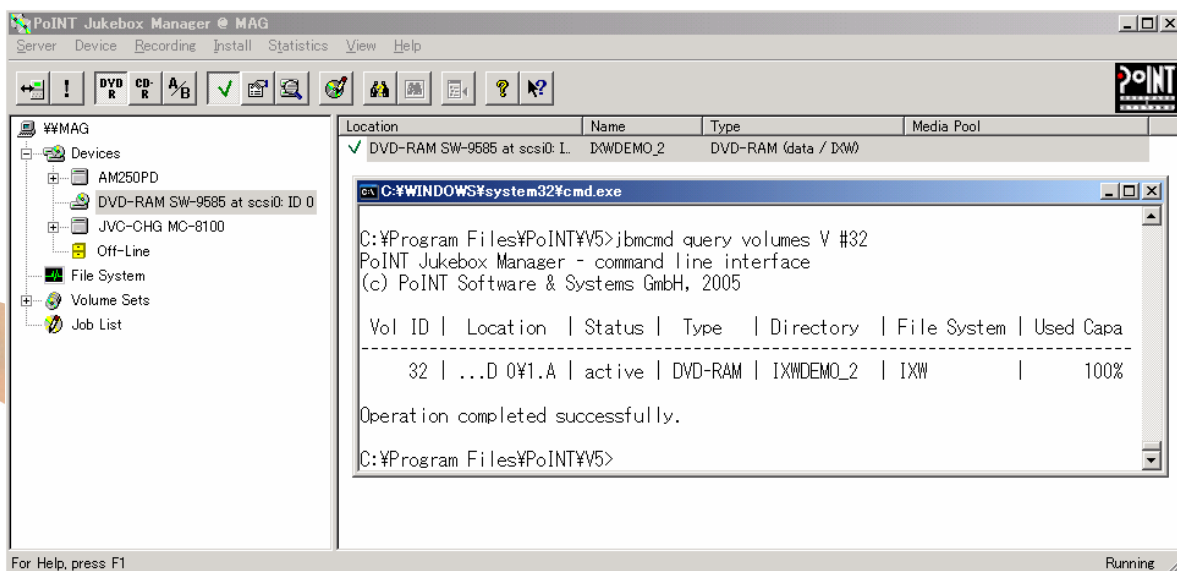 PoINT Jukebox Manager @ MAG
Server Device Recording Install Statistics View Help
DVD R CD-R A/B
PoINT
¥¥MAG
Devices
AM250PD
DVD-RAM SW-9585 at scsi0: ID 0
JVC-CHG MC-8100
Off-Line
File System
Volume Sets
Job List
Location Name Type Media Pool
DVD-RAM SW-9585 at scsi0: I... IXWDEMO_2 DVD-RAM (data / IXW)
C:¥WINDOWS¥system32¥cmd.exe
C:¥Program Files¥PoINT¥V5>jbmcmd query volumes V #32
PoINT Jukebox Manager - command line interface
(c) PoINT Software & Systems GmbH, 2005
Vol ID | Location | Status | Type | Directory | File System | Used Capa
32 | ...D 0¥1.A | active | DVD-RAM | IXWDEMO_2 | IXW | 100%
Operation completed successfully.
C:¥Program Files¥PoINT¥V5>
For Help, press F1
Running